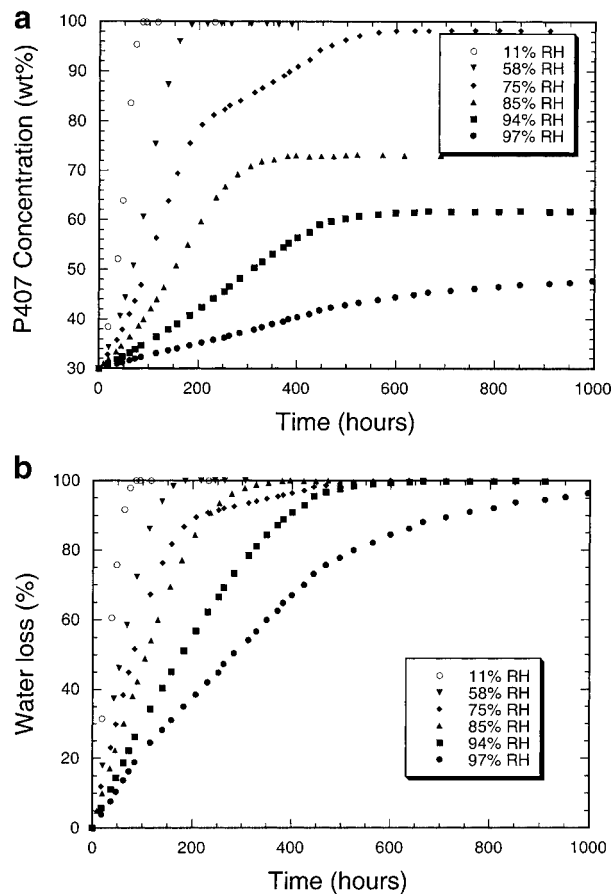 a
P407 Concentration (wt%)
100
90
80
70
60
50
40
30
11% RH
58% RH
75% RH
85% RH
94% RH
97% RH
0 200 400 600 800 1000
Time (hours)
b
Water loss (%)
100
80
60
40
20
0
11% RH
58% RH
75% RH
85% RH
94% RH
97% RH
0 200 400 600 800 1000
Time (hours)